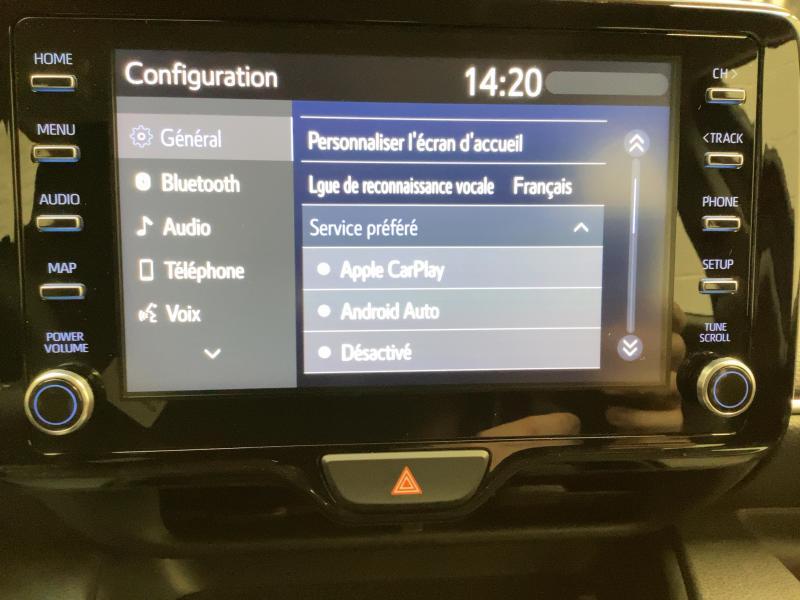 HOME
MENU
AUDIO
MAP
POWER
VOLUME
Configuration 14:20
Général
Bluetooth
Audio
Téléphone
Voix
Personnaliser l'écran d'accueil
Lgue de reconnaissance vocale Français
Service préféré
Apple CarPlay
Android Auto
Désactivé
CH>
<TRACK
PHONE
SETUP
TUNE
SCROLL